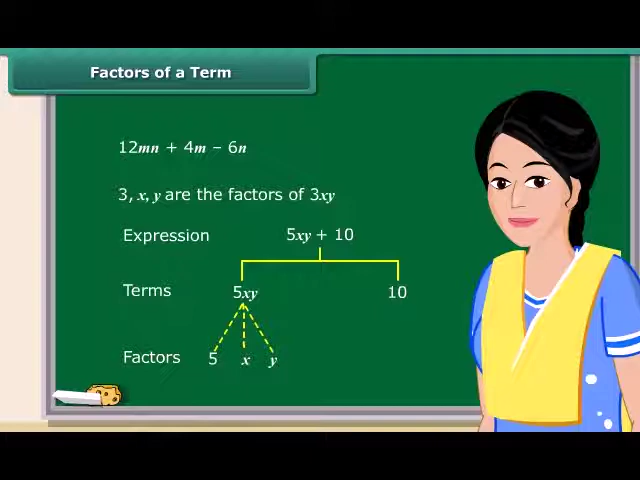 Factors of a Term
12mn + 4m – 6n
3, x, y are the factors of 3xy
Expression 5xy + 10
Terms 5xy 10
Factors 5 x y